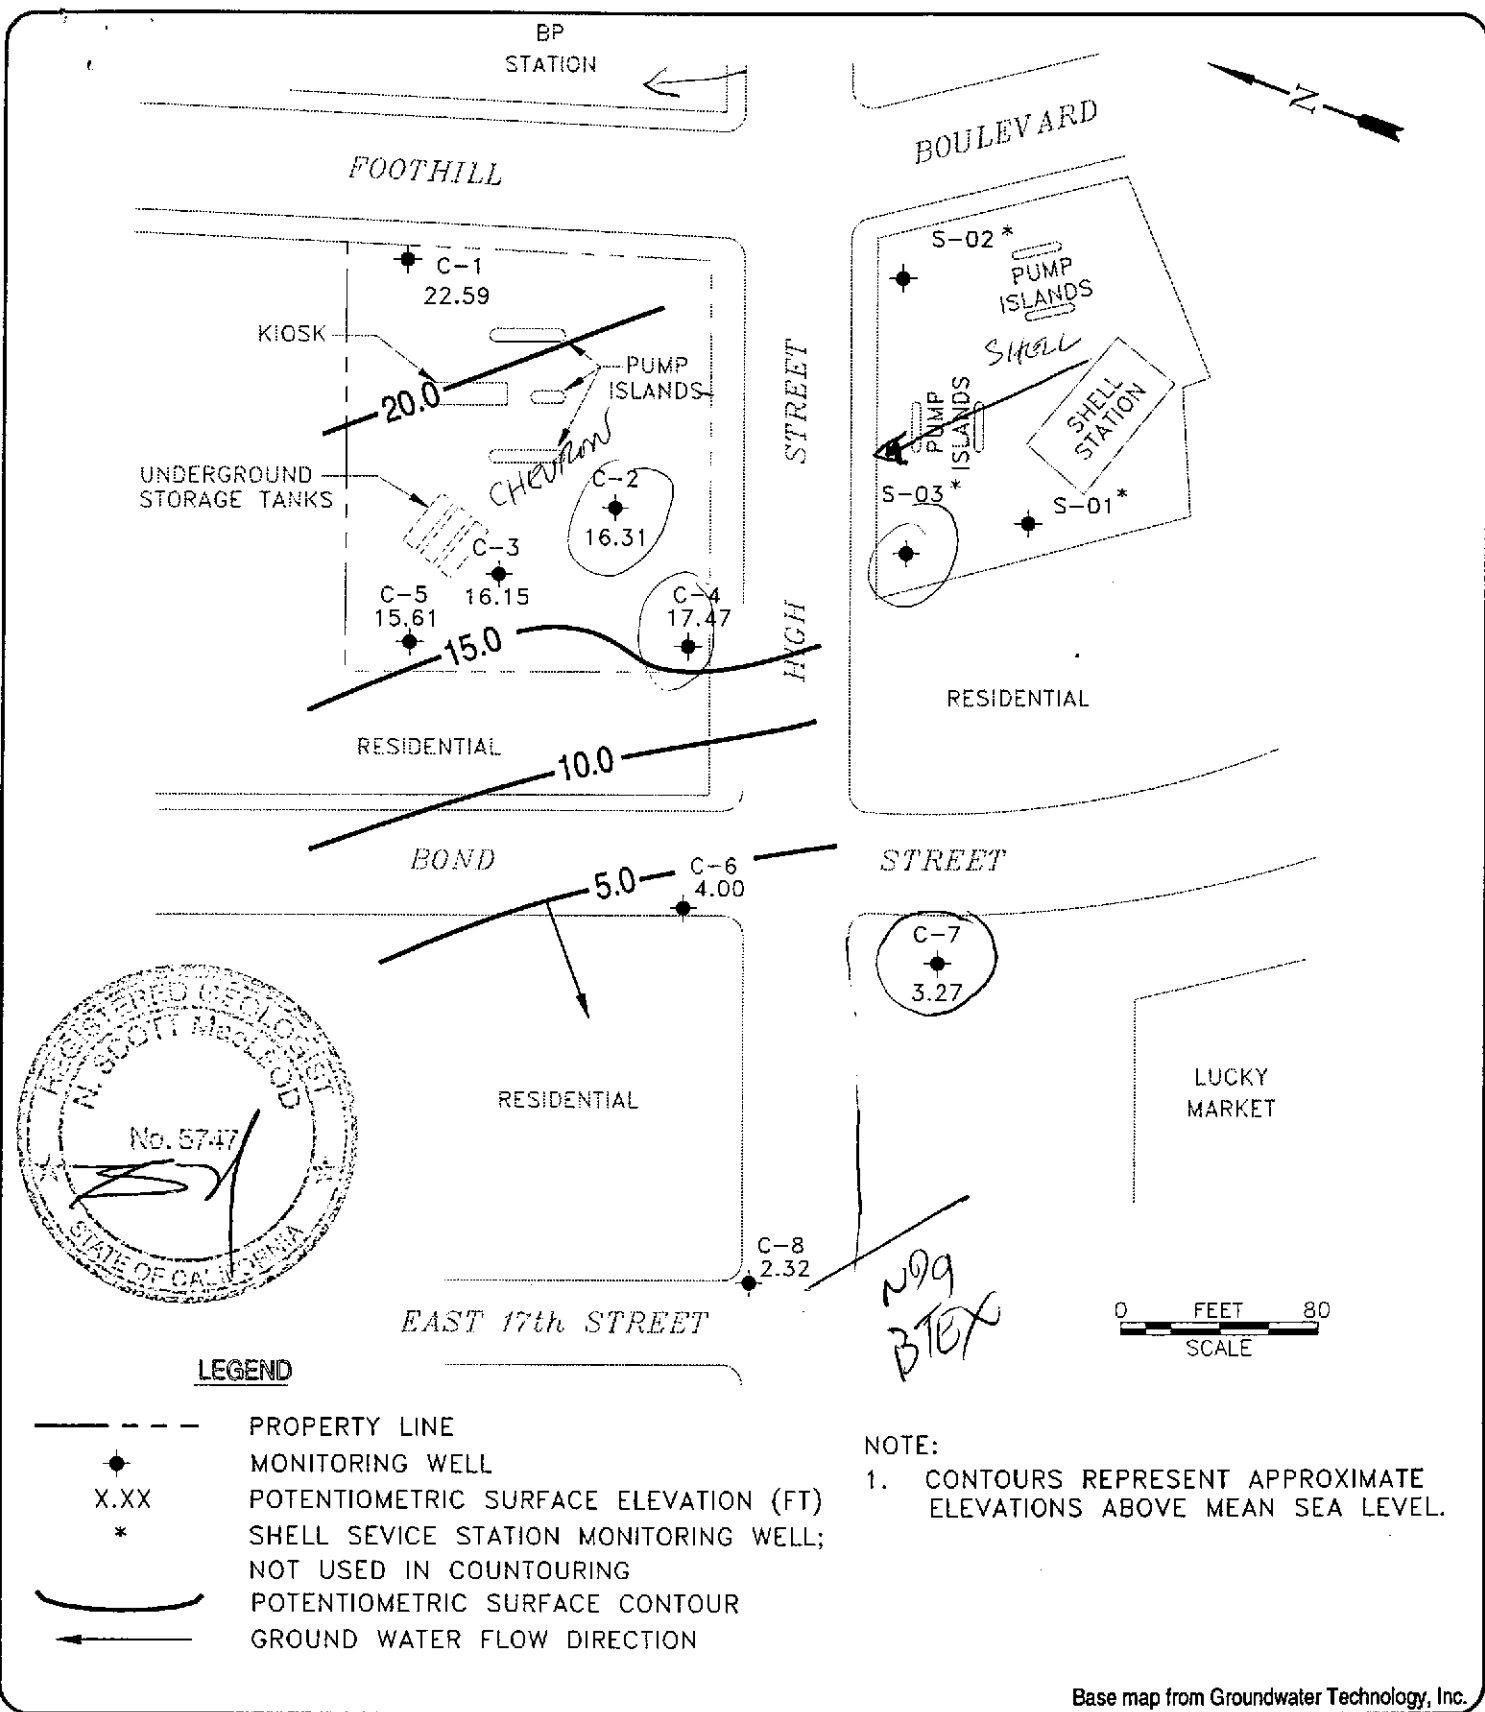 BP
STATION
N
FOOTHILL
BOULEVARD
C-1
22.59
S-02 *
PUMP
ISLANDS
SHELL
KIOSK
PUMP
ISLANDS
20.0
HIGH STREET
PUMP
ISLANDS
SHELL
STATION
UNDERGROUND
STORAGE TANKS
CHEVRON
C-2
16.31
S-03 *
S-01 *
C-3
16.15
C-5
15.61
C-4
17.47
15.0
RESIDENTIAL
RESIDENTIAL
10.0
BOND
STREET
C-6
4.00
5.0
C-7
3.27
REGISTERED GEOLOGIST
N. SCOTT MacLEOD
No. 5747
STATE OF CALIFORNIA
RESIDENTIAL
LUCKY
MARKET
C-8
2.32
BTEX
EAST 17th STREET
0 FEET 80
SCALE
LEGEND
PROPERTY LINE
MONITORING WELL
X.XX POTENTIOMETRIC SURFACE ELEVATION (FT)
* SHELL SEVICE STATION MONITORING WELL;
NOT USED IN COUNTOURING
POTENTIOMETRIC SURFACE CONTOUR
GROUND WATER FLOW DIRECTION
NOTE:
1. CONTOURS REPRESENT APPROXIMATE
ELEVATIONS ABOVE MEAN SEA LEVEL.
Base map from Groundwater Technology, Inc.